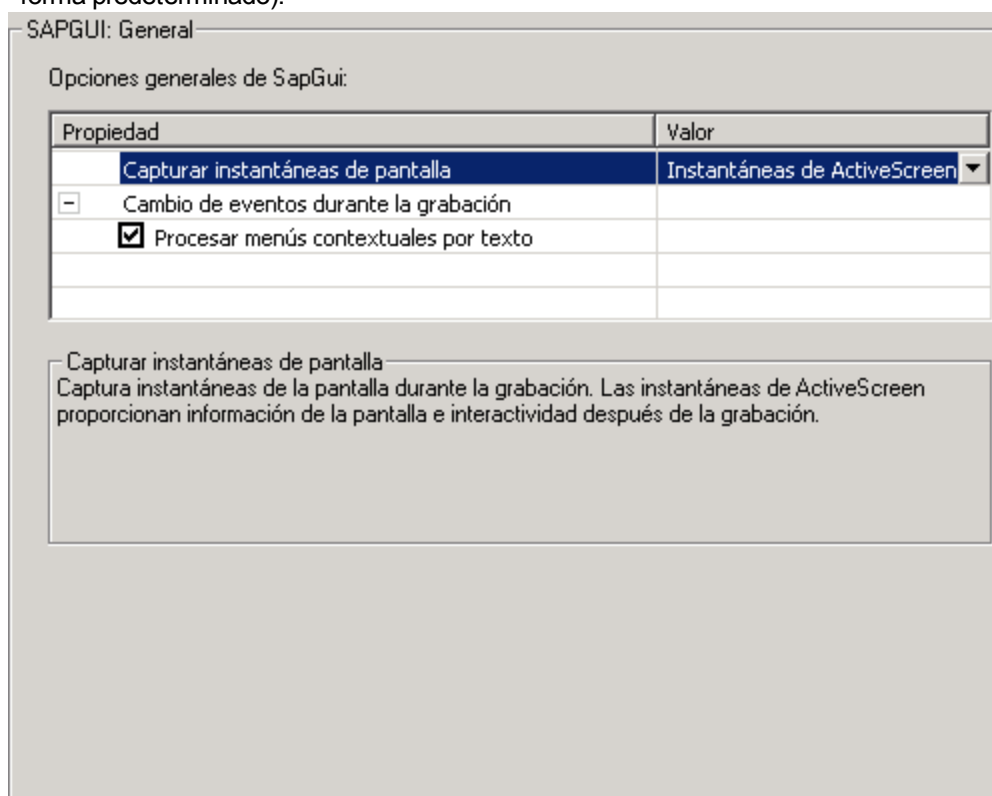 forma predeterminado).
SAPGUI: General
Opciones generales de SapGui:
Propiedad Valor
Capturar instantáneas de pantalla Instantáneas de ActiveScreen
Cambio de eventos durante la grabación
Procesar menús contextuales por texto
Capturar instantáneas de pantalla
Captura instantáneas de la pantalla durante la grabación. Las instantáneas de ActiveScreen
proporcionan información de la pantalla e interactividad después de la grabación.